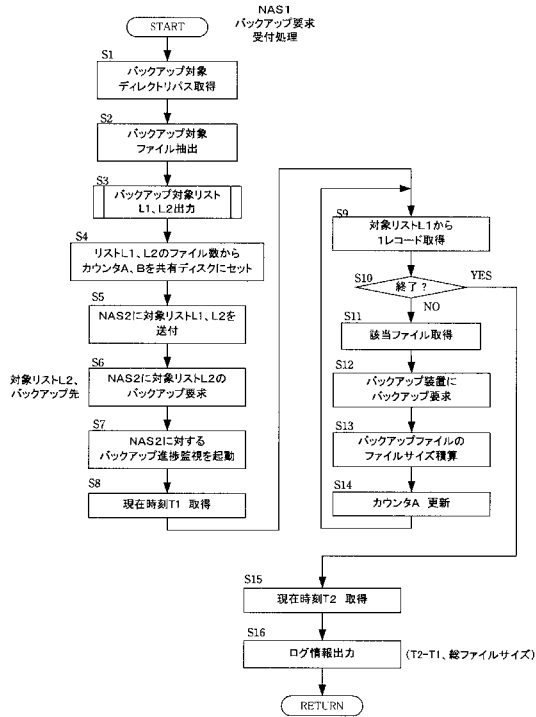 NAS1
バックアップ要求
受付処理
START
S1
バックアップ対象
ディレクトリパス取得
S2
バックアップ対象
ファイル抽出
S3
バックアップ対象リスト
L1、L2出力
S4
リストL1、L2のファイル数から
カウンタA、Bを共有ディスクにセット
S5
NAS2に対象リストL1、L2を
送付
対象リストL2、
バックアップ先
S6
NAS2に対象リストL2の
バックアップ要求
S7
NAS2に対する
バックアップ進捗監視を起動
S8
現在時刻T1 取得
S9
対象リストL1から
1レコード取得
S10
終了?
YES
NO
S11
該当ファイル取得
S12
バックアップ装置に
バックアップ要求
S13
バックアップファイルの
ファイルサイズ積算
S14
カウンタA 更新
S15
現在時刻T2 取得
S16
ログ情報出力
(T2-T1、総ファイルサイズ)
RETURN